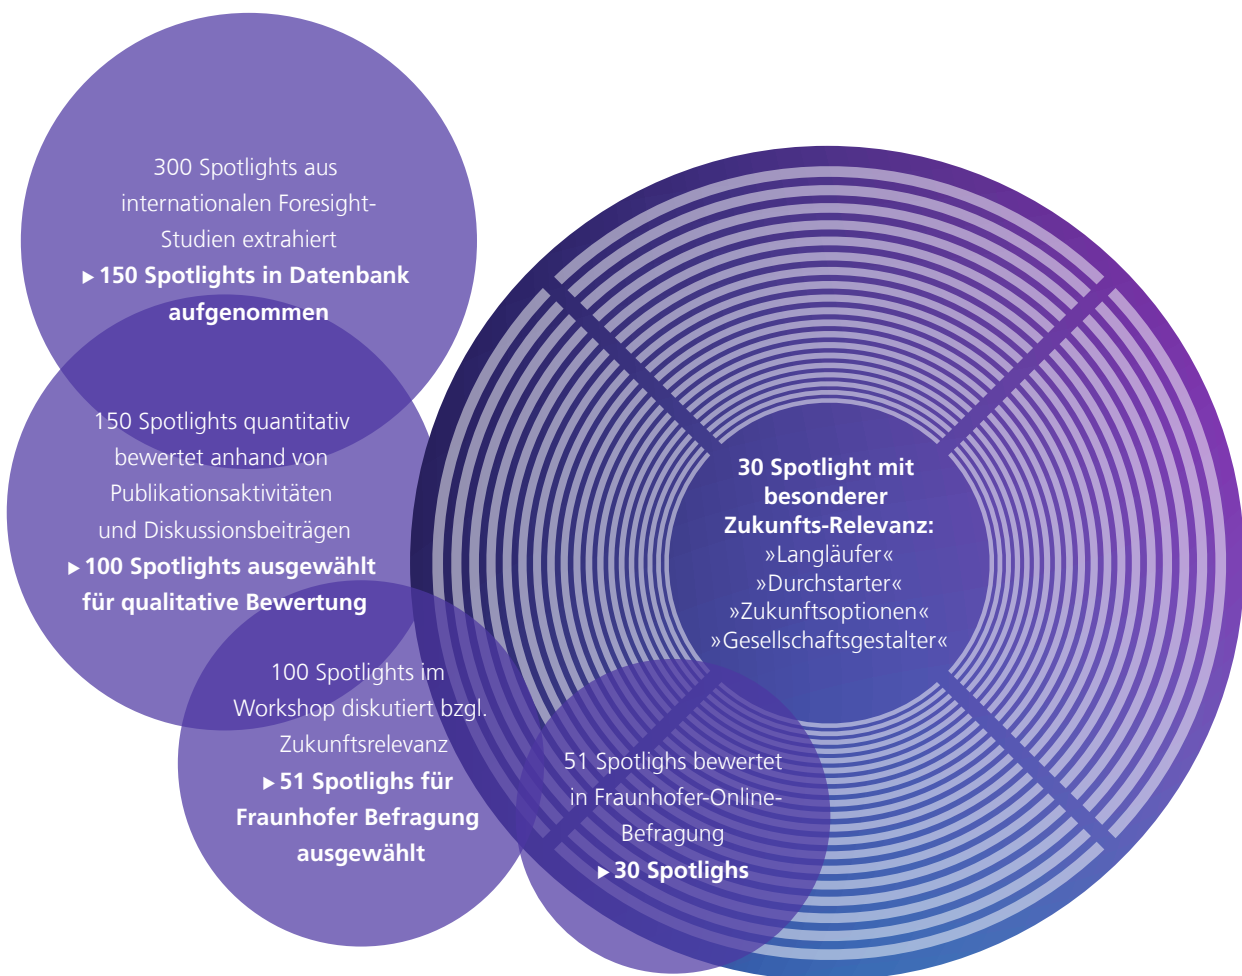 300 Spotlights aus
internationalen Foresight-
Studien extrahiert
▸ 150 Spotlights in Datenbank
aufgenommen
150 Spotlights quantitativ
bewertet anhand von
Publikationsaktivitäten
und Diskussionsbeiträgen
▸ 100 Spotlights ausgewählt
für qualitative Bewertung
100 Spotlights im
Workshop diskutiert bzgl.
Zukunftsrelevanz
▸ 51 Spotlighs für
Fraunhofer Befragung
ausgewählt
51 Spotlighs bewertet
in Fraunhofer-Online-
Befragung
▸ 30 Spotlighs
30 Spotlight mit
besonderer
Zukunfts-Relevanz:
»Langläufer«
»Durchstarter«
»Zukunftsoptionen«
»Gesellschaftsgestalter«